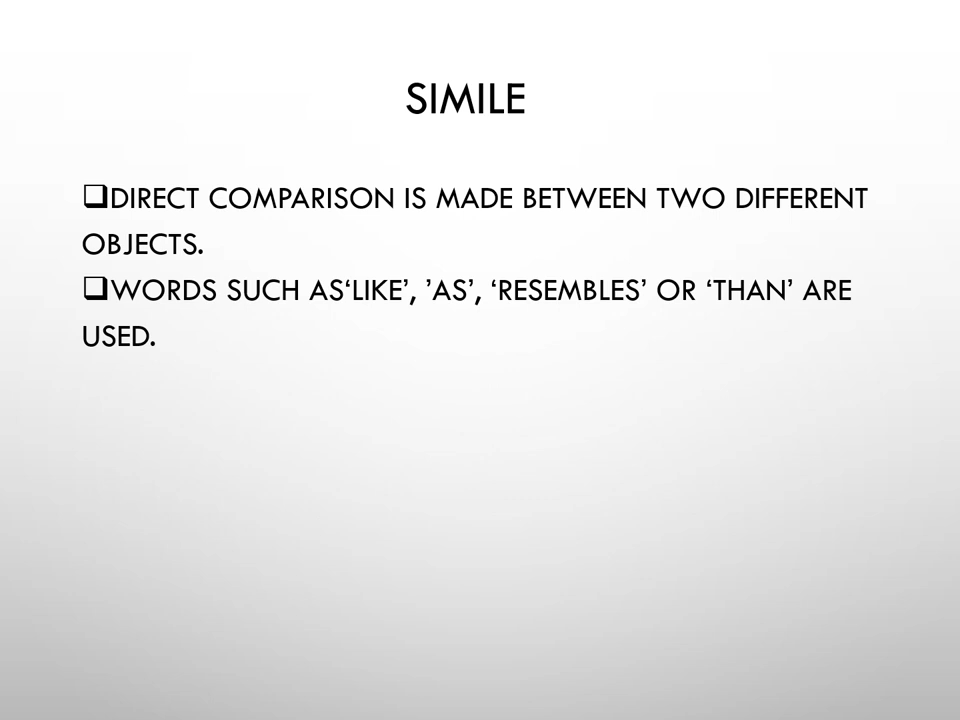 SIMILE
❑DIRECT COMPARISON IS MADE BETWEEN TWO DIFFERENT
OBJECTS.
❑WORDS SUCH AS‘LIKE’, ’AS’, ‘RESEMBLES’ OR ‘THAN’ ARE
USED.